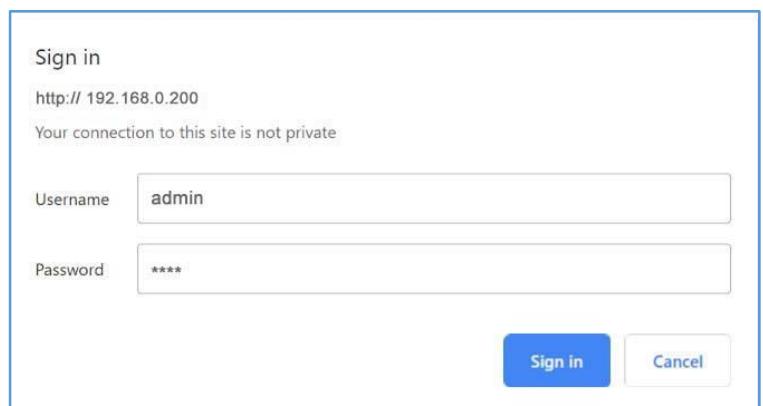 Sign in
http:// 192.168.0.200
Your connection to this site is not private
Username admin
Password ****
Sign in Cancel